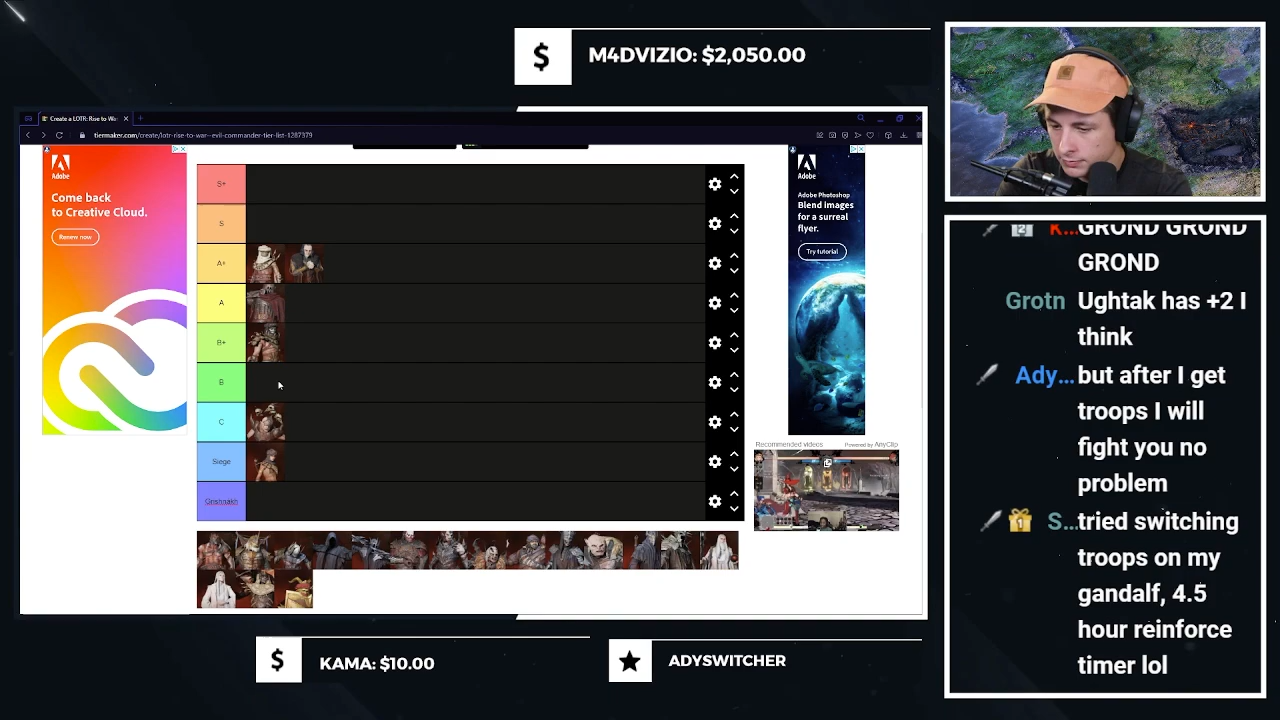 $ M4DVIZIO: $2,050.00
Create a LOTR: Rise to Wa
tiermaker.com/create/lotr-rise-to-war--evil-commander-tier-list-1287379
Adobe
Come back
to Creative Cloud.
Renew now
S+
S
A+
A
B+
B
C
Siege
Grishnakh
Adobe
Adobe Photoshop
Blend images
for a surreal
flyer.
Try tutorial
Recommended videos
Powered by AnyClip
2 K...GROND GROND
GROND
Grotn Ughtak has +2 I
think
Ady... but after I get
troops I will
fight you no
problem
1 S... tried switching
troops on my
gandalf, 4.5
hour reinforce
timer lol
$ KAMA: $10.00
ADYSWITCHER